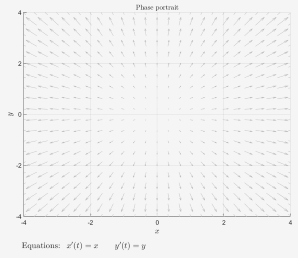 Phase portrait
4
2
y 0
-2
-4
-4 -2 0 2 4
x
Equations: x′(t) = x y′(t) = y